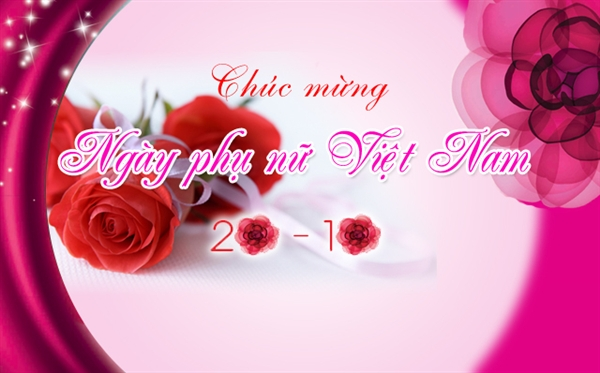 Chúc mừng
Ngày phụ nữ Việt Nam
20 - 10